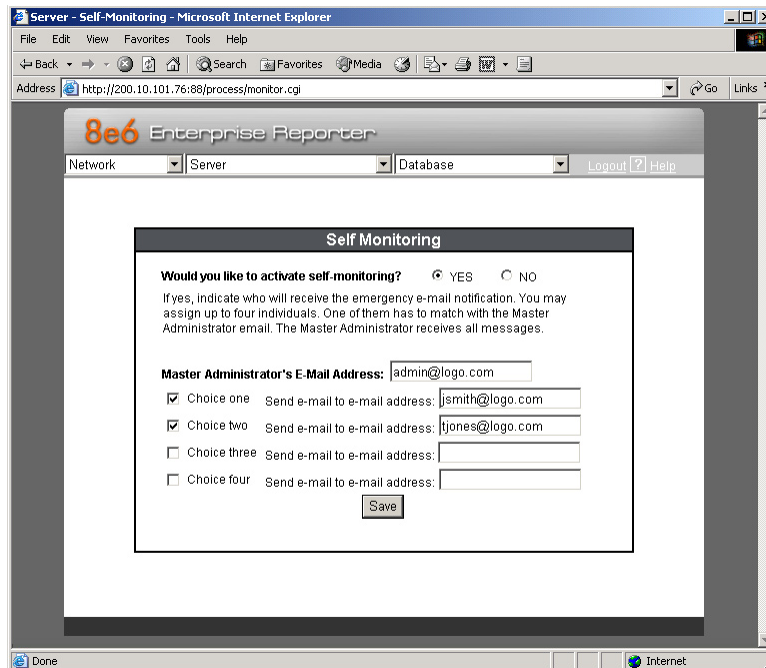 Server - Self-Monitoring - Microsoft Internet Explorer
File Edit View Favorites Tools Help
Back Search Favorites Media
Address http://200.10.101.76:88/process/monitor.cgi Go Links
8e6 Enterprise Reporter
Network Server Database Logout ? Help
Self Monitoring
Would you like to activate self-monitoring? YES NO
If yes, indicate who will receive the emergency e-mail notification. You may
assign up to four individuals. One of them has to match with the Master
Administrator email. The Master Administrator receives all messages.
Master Administrator's E-Mail Address: admin@logo.com
Choice one Send e-mail to e-mail address: jsmith@logo.com
Choice two Send e-mail to e-mail address: tjones@logo.com
Choice three Send e-mail to e-mail address:
Choice four Send e-mail to e-mail address:
Save
Done Internet